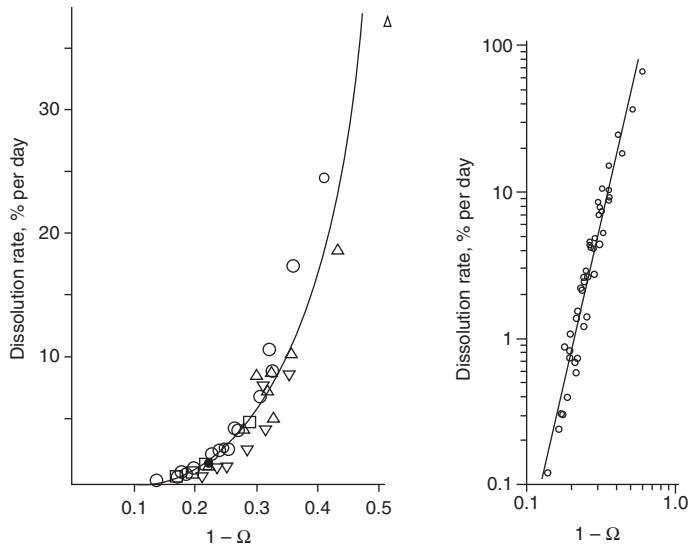 Dissolution rate, % per day
30
20
10
0.1 0.2 0.3 0.4 0.5
1 – Ω
Dissolution rate, % per day
100
10
1
0.1
0.1 1.0
1 – Ω